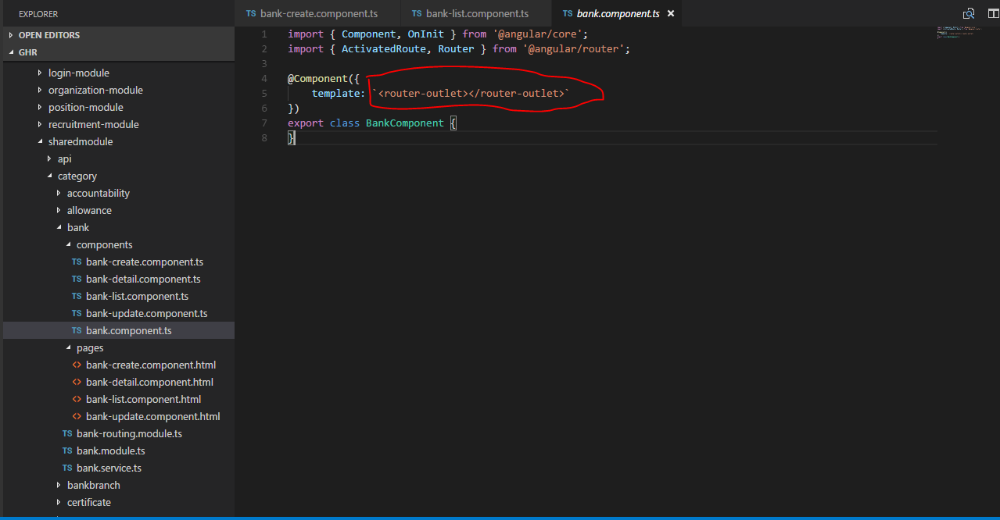 EXPLORER
OPEN EDITORS
GHR
login-module
organization-module
position-module
recruitment-module
sharedmodule
api
category
accountability
allowance
bank
components
TS bank-create.component.ts
TS bank-detail.component.ts
TS bank-list.component.ts
TS bank-update.component.ts
TS bank.component.ts
pages
<> bank-create.component.html
<> bank-detail.component.html
<> bank-list.component.html
<> bank-update.component.html
TS bank-routing.module.ts
TS bank.module.ts
TS bank.service.ts
bankbranch
certificate
TS bank-create.component.ts TS bank-list.component.ts TS bank.component.ts ×
1 import { Component, OnInit } from '@angular/core';
2 import { ActivatedRoute, Router } from '@angular/router';
3
4 @Component({
5 template: `<router-outlet></router-outlet>`
6 })
7 export class BankComponent {
8 }